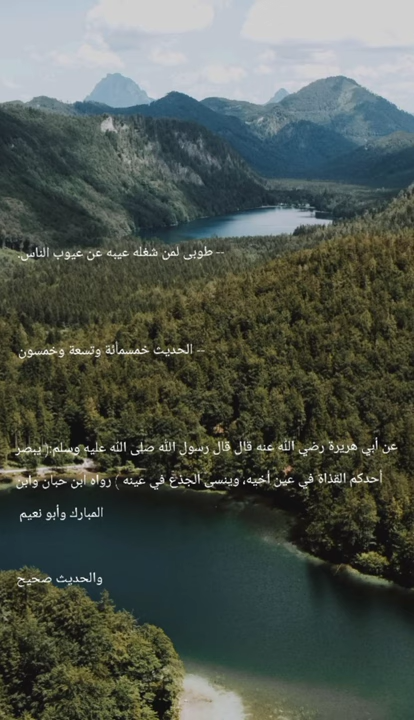 -- طوبى لمن شغله عيبه عن عيوب الناس.
-- الحديث خمسمائة وتسعة وخمسون
عن أبي هريرة رضي الله عنه قال قال رسول الله صلى الله عليه وسلم:( يبصر
أحدكم القذاة في عين أخيه، وينسى الجذع في عينه ) رواه ابن حبان وابن
المبارك وأبو نعيم
والحديث صحيح